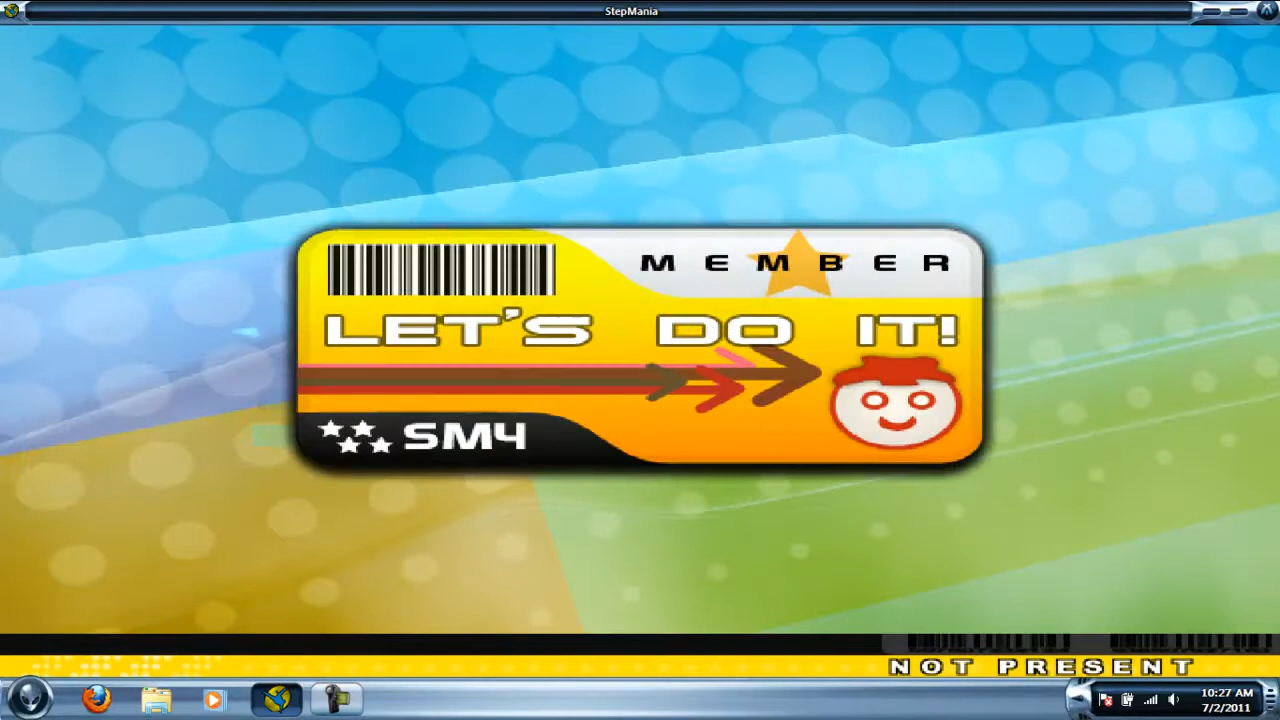 StepMania
MEMBER
LET'S DO IT!
SM4
NOT PRESENT
10:27 AM
7/2/2011